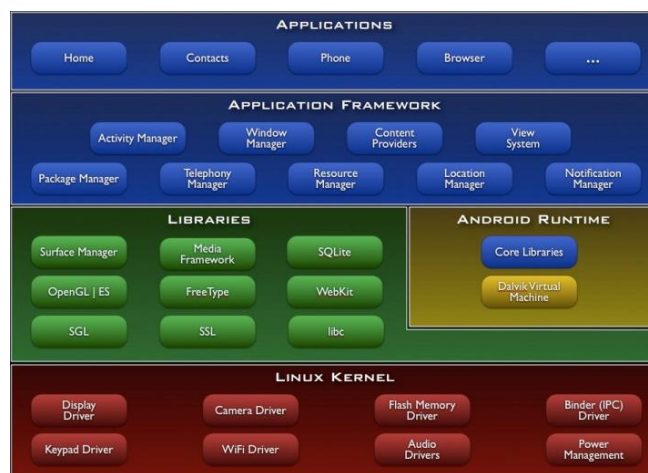 APPLICATIONS
Home
Contacts
Phone
Browser
...
APPLICATION FRAMEWORK
Activity Manager
Window
Manager
Content
Providers
View
System
Package Manager
Telephony
Manager
Resource
Manager
Location
Manager
Notification
Manager
LIBRARIES
Surface Manager
Media
Framework
SQLite
OpenGL | ES
FreeType
WebKit
SGL
SSL
libc
ANDROID RUNTIME
Core Libraries
Dalvik Virtual
Machine
LINUX KERNEL
Display
Driver
Camera Driver
Flash Memory
Driver
Binder (IPC)
Driver
Keypad Driver
WiFi Driver
Audio
Drivers
Power
Management